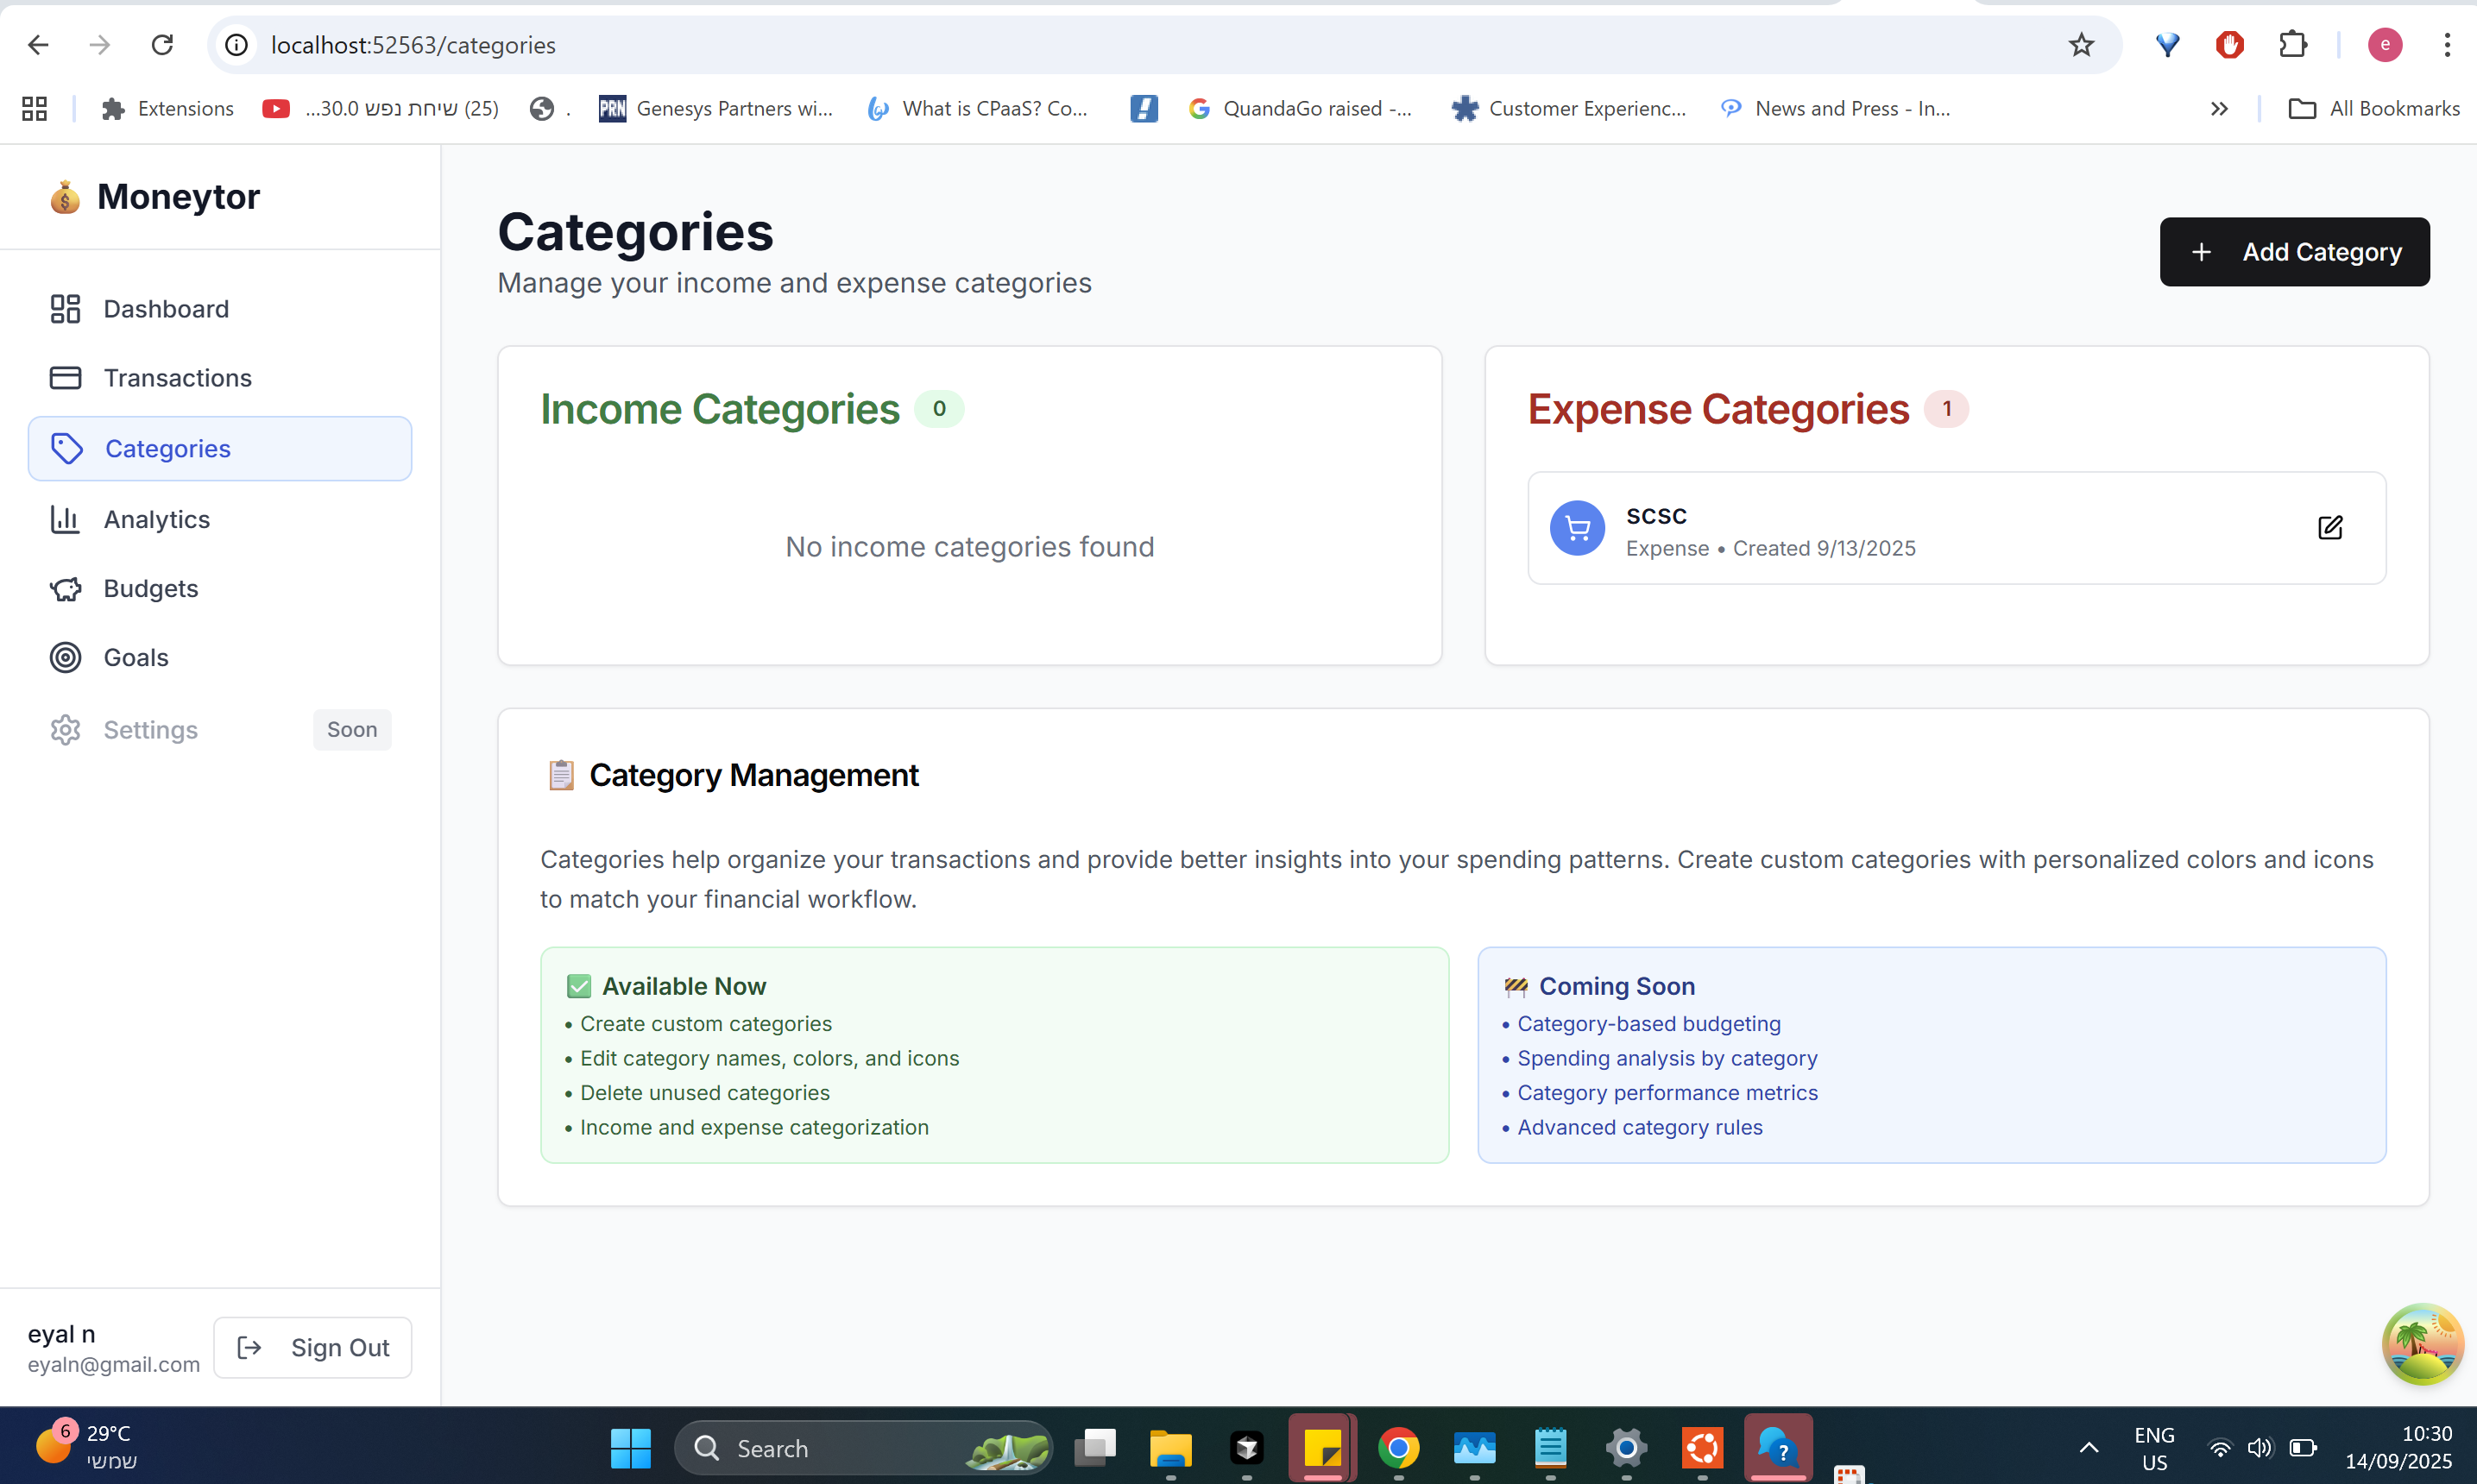 localhost:52563/categories
e
Extensions
...30.0 שיחת נפש (25)
.
PRN Genesys Partners wi...
What is CPaaS? Co...
QuandaGo raised -...
Customer Experienc...
News and Press - In...
All Bookmarks
Moneytor
Dashboard
Transactions
Categories
Analytics
Budgets
Goals
Settings
Soon
eyal n
eyaln@gmail.com
Sign Out
Categories
Manage your income and expense categories
Add Category
Income Categories 0
No income categories found
Expense Categories 1
scsc
Expense • Created 9/13/2025
Category Management
Categories help organize your transactions and provide better insights into your spending patterns. Create custom categories with personalized colors and icons
to match your financial workflow.
Available Now
• Create custom categories
• Edit category names, colors, and icons
• Delete unused categories
• Income and expense categorization
Coming Soon
• Category-based budgeting
• Spending analysis by category
• Category performance metrics
• Advanced category rules
6
29°C
שמשי
Search
ENG
US
10:30
14/09/2025